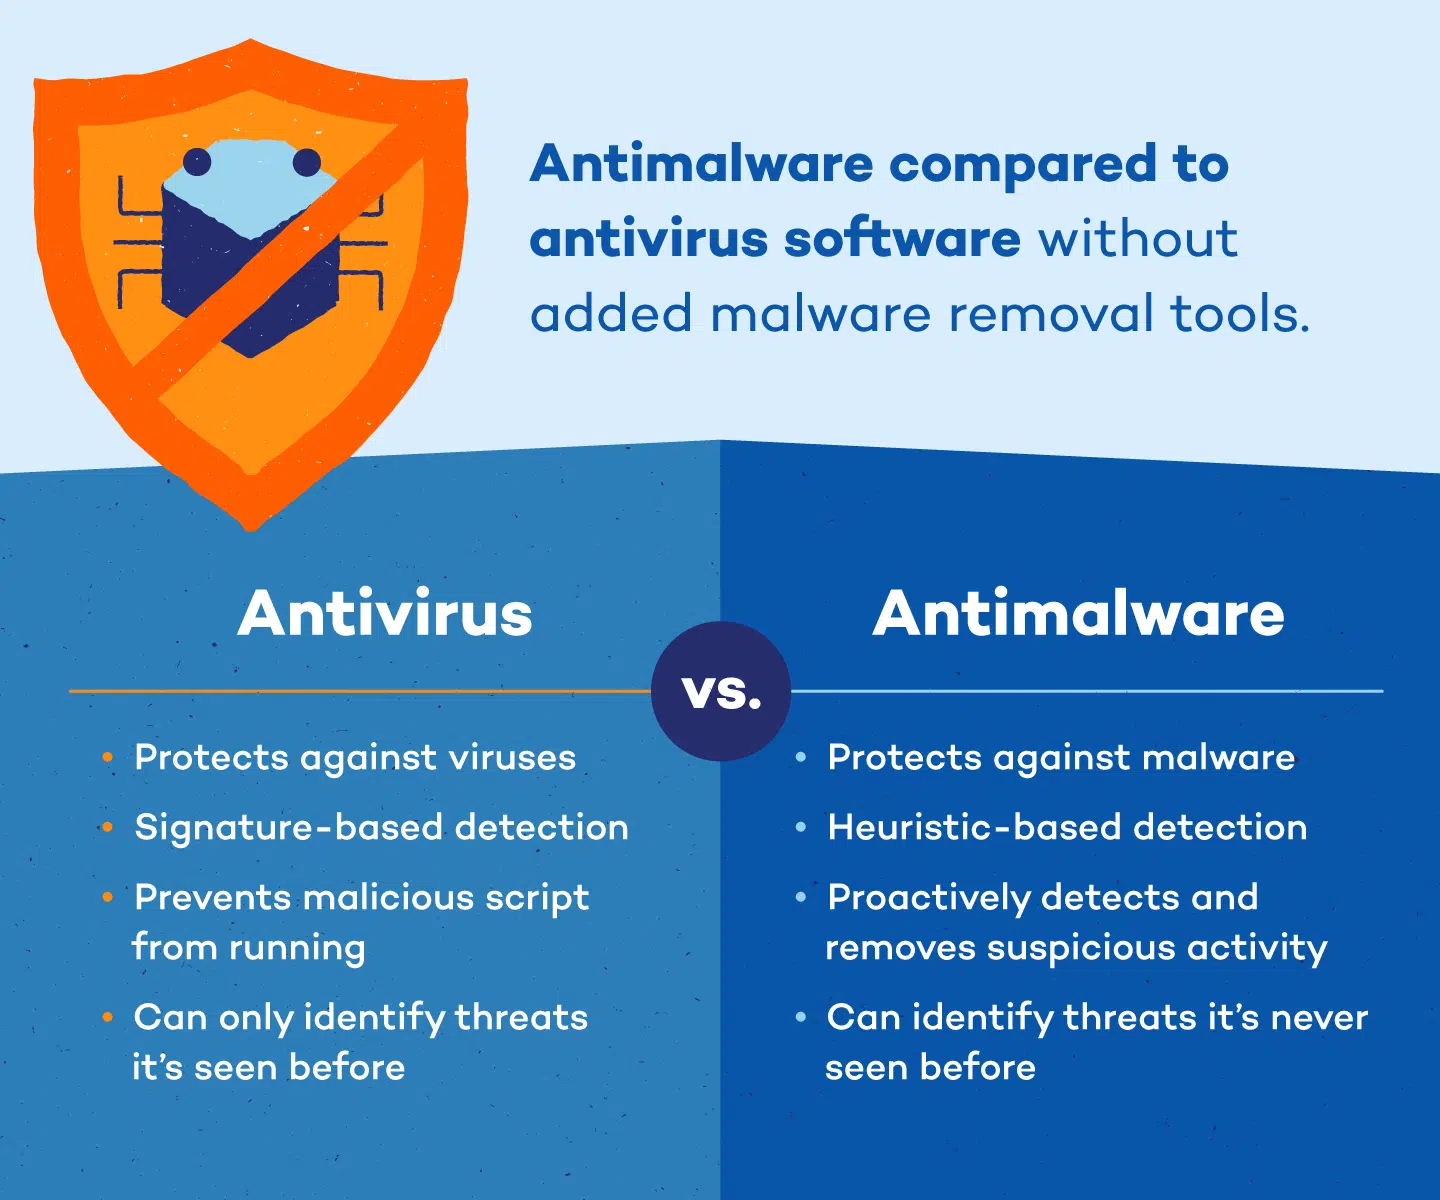 Antimalware compared to
antivirus software without
added malware removal tools.
Antivirus
vs.
Antimalware
• Protects against viruses
• Signature-based detection
• Prevents malicious script
from running
• Can only identify threats
it’s seen before
• Protects against malware
• Heuristic-based detection
• Proactively detects and
removes suspicious activity
• Can identify threats it’s never
seen before